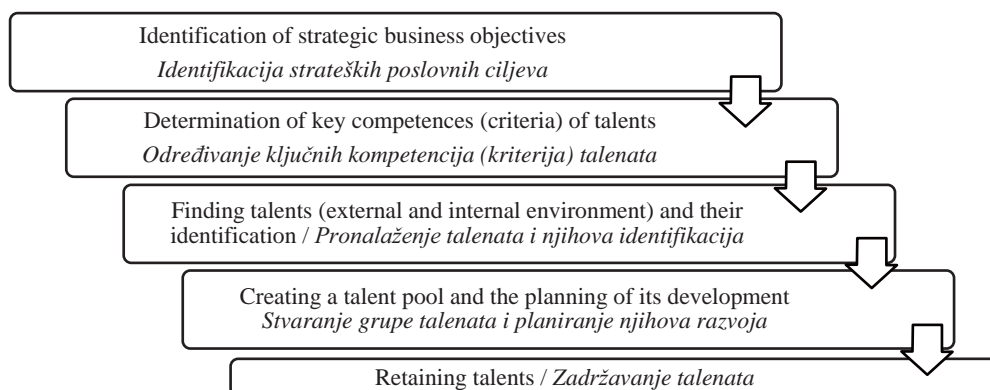 Identification of strategic business objectives
Identifikacija strateških poslovnih ciljeva
Determination of key competences (criteria) of talents
Određivanje ključnih kompetencija (kriterija) talenata
Finding talents (external and internal environment) and their
identification / Pronalaženje talenata i njihova identifikacija
Creating a talent pool and the planning of its development
Stvaranje grupe talenata i planiranje njihova razvoja
Retaining talents / Zadržavanje talenata